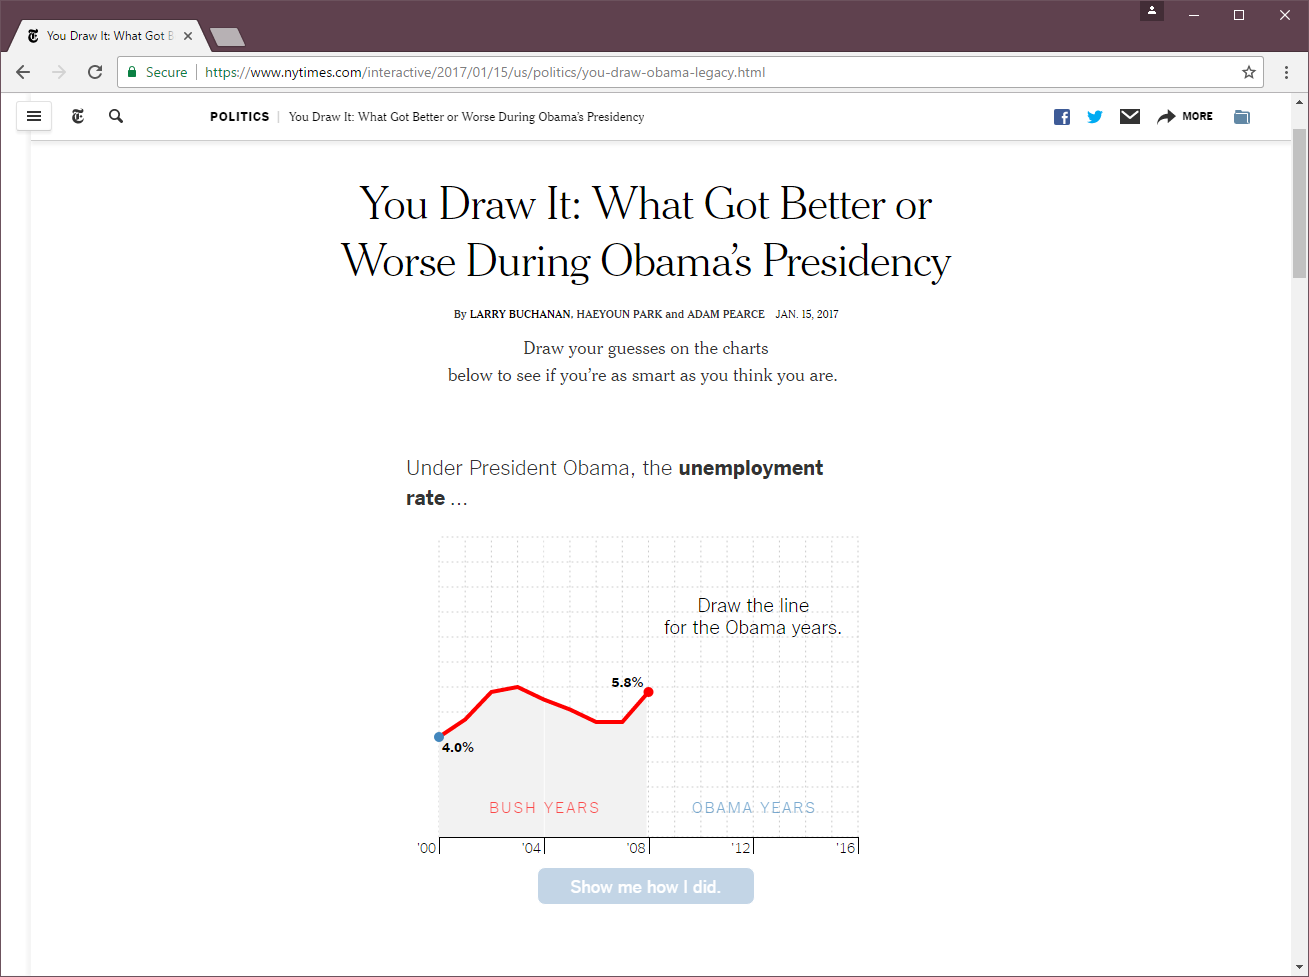 You Draw It: What Got B
Secure https://www.nytimes.com/interactive/2017/01/15/us/politics/you-draw-obama-legacy.html
POLITICS You Draw It: What Got Better or Worse During Obama's Presidency MORE
You Draw It: What Got Better or
Worse During Obama's Presidency
By LARRY BUCHANAN, HAEYOUN PARK and ADAM PEARCE JAN. 15, 2017
Draw your guesses on the charts
below to see if you're as smart as you think you are.
Under President Obama, the unemployment
rate ...
Draw the line
for the Obama years.
5.8%
4.0%
BUSH YEARS OBAMA YEARS
'00 '04 '08 '12 '16
Show me how I did.